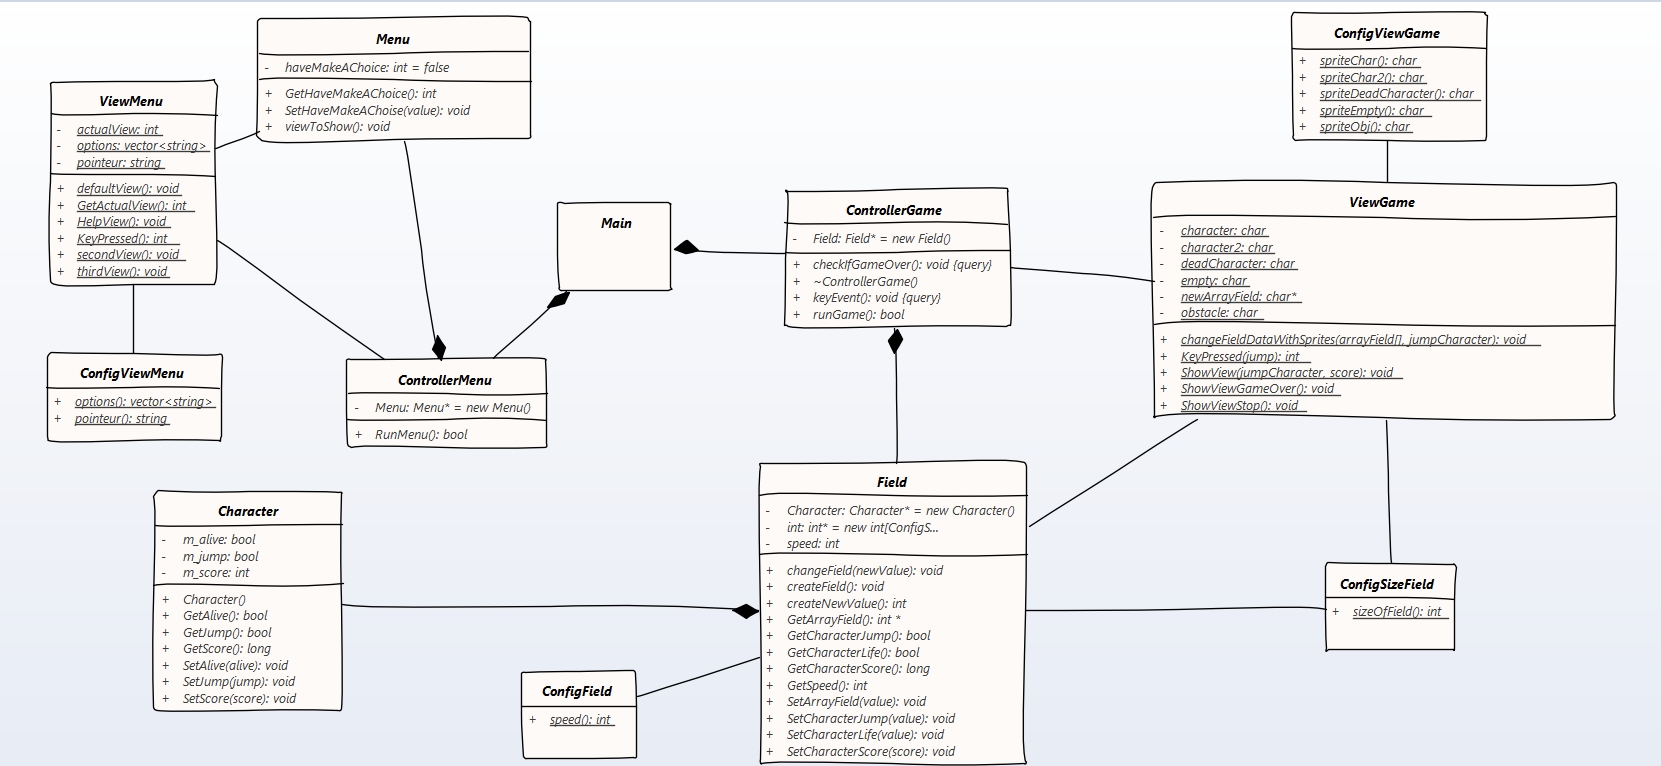 Menu
- haveMakeAChoice: int = false
+ GetHaveMakeAChoice(): int
+ SetHaveMakeAChoise(value): void
+ viewToShow(): void
ViewMenu
- actualView: int
- options: vector<string>
- pointeur: string
+ defaultView(): void
+ GetActualView(): int
+ HelpView(): void
+ KeyPressed(): int
+ secondView(): void
+ thirdView(): void
ConfigViewMenu
+ options(): vector<string>
+ pointeur(): string
ControllerMenu
- Menu: Menu* = new Menu()
+ RunMenu(): bool
Main
ControllerGame
- Field: Field* = new Field()
+ checkIfGameOver(): void {query}
+ ~ControllerGame()
+ keyEvent(): void {query}
+ runGame(): bool
ConfigViewGame
+ spriteChar(): char
+ spriteChar2(): char
+ spriteDeadCharacter(): char
+ spriteEmpty(): char
+ spriteObj(): char
ViewGame
- character: char
- character2: char
- deadCharacter: char
- empty: char
- newArrayField: char*
- obstacle: char
+ changeFieldDataWithSprites(arrayField[], jumpCharacter): void
+ KeyPressed(jump): int
+ ShowView(jumpCharacter, score): void
+ ShowViewGameOver(): void
+ ShowViewStop(): void
Character
- m_alive: bool
- m_jump: bool
- m_score: int
+ Character()
+ GetAlive(): bool
+ GetJump(): bool
+ GetScore(): long
+ SetAlive(alive): void
+ SetJump(jump): void
+ SetScore(score): void
ConfigField
+ speed(): int
Field
- Character: Character* = new Character()
- int: int* = new int[ConfigS...
- speed: int
+ changeField(newValue): void
+ createField(): void
+ createNewValue(): int
+ GetArrayField(): int *
+ GetCharacterJump(): bool
+ GetCharacterLife(): bool
+ GetCharacterScore(): long
+ GetSpeed(): int
+ SetArrayField(value): void
+ SetCharacterJump(value): void
+ SetCharacterLife(value): void
+ SetCharacterScore(score): void
ConfigSizeField
+ sizeOfField(): int